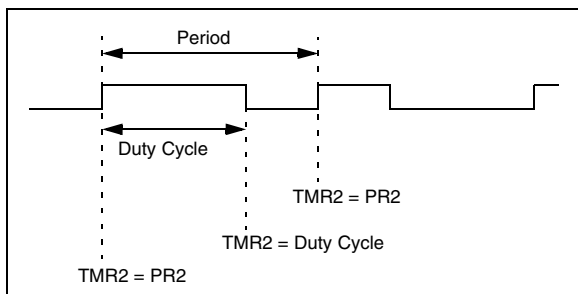 Period
Duty Cycle
TMR2 = PR2
TMR2 = Duty Cycle
TMR2 = PR2